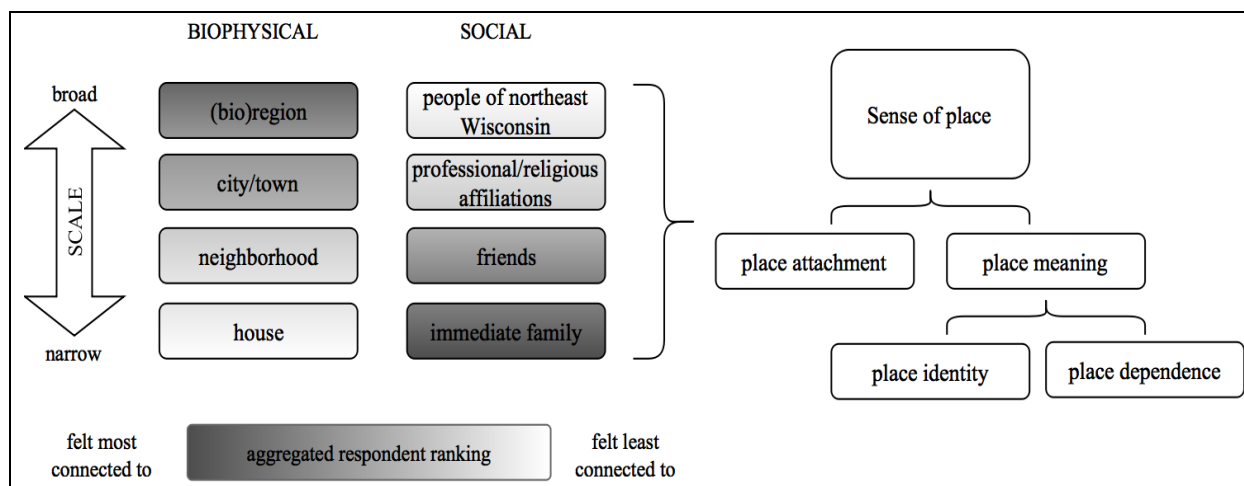 BIOPHYSICAL
SOCIAL
broad
SCALE
narrow
(bio)region
city/town
neighborhood
house
people of northeast
Wisconsin
professional/religious
affiliations
friends
immediate family
Sense of place
place attachment
place meaning
place identity
place dependence
felt most
connected to
aggregated respondent ranking
felt least
connected to